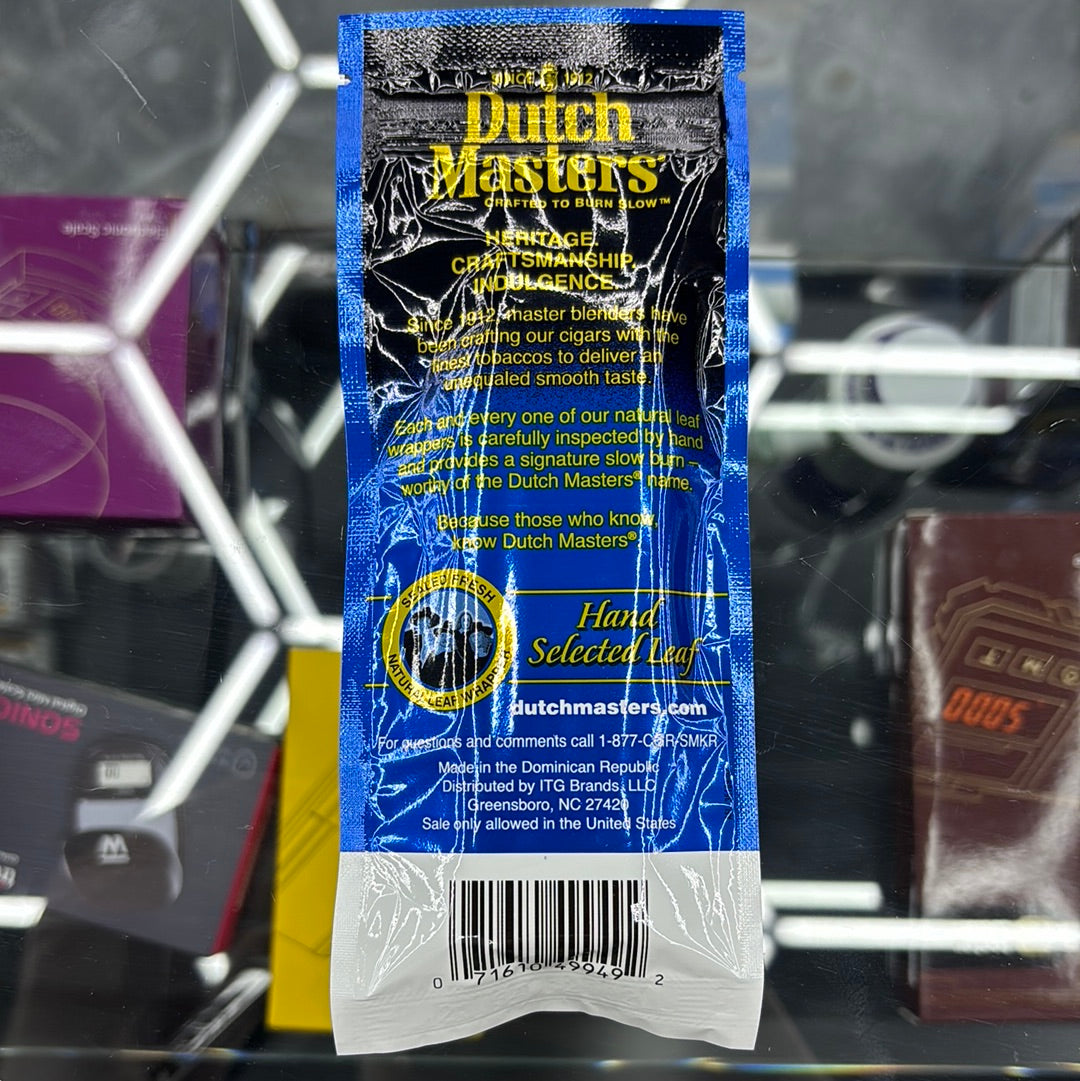 SINCE 1912
Dutch
Masters
CRAFTED TO BURN SLOW™
HERITAGE.
CRAFTSMANSHIP.
INDULGENCE.
Since 1912, master blenders have
been crafting our cigars with the
finest tobaccos to deliver an
unequaled smooth taste.
Each and every one of our natural leaf
wrappers is carefully inspected by hand
and provides a signature slow burn –
worthy of the Dutch Masters® name.
Because those who know,
know Dutch Masters®
SEALED FRESH
NATURAL LEAF WRAPPER
Hand
Selected Leaf
dutchmasters.com
For questions and comments call 1-877-CGR-SMKR
Made in the Dominican Republic
Distributed by ITG Brands, LLC
Greensboro, NC 27420
Sale only allowed in the United States
0 71610 49949 2
Electronic Scale
SONIC
M
0005
T M